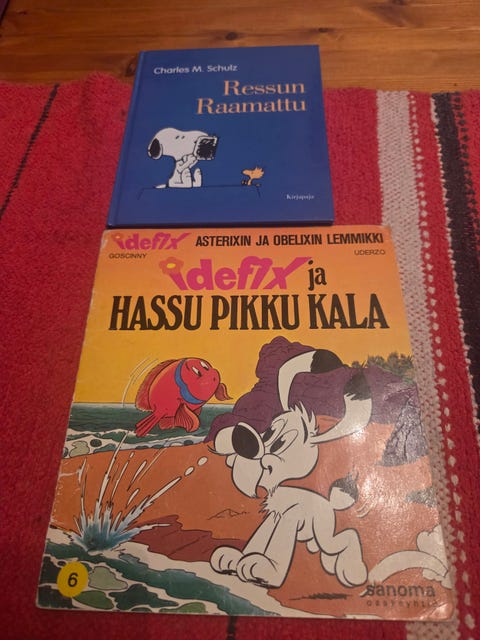 Charles M. Schulz
Ressun
Raamattu
Kirjapaja
idefix ASTERIXIN JA OBELIXIN LEMMIKKI
GOSCINNY UDERZO
idefix ja
HASSU PIKKU KALA
6
sanoma
osakeyhtiö